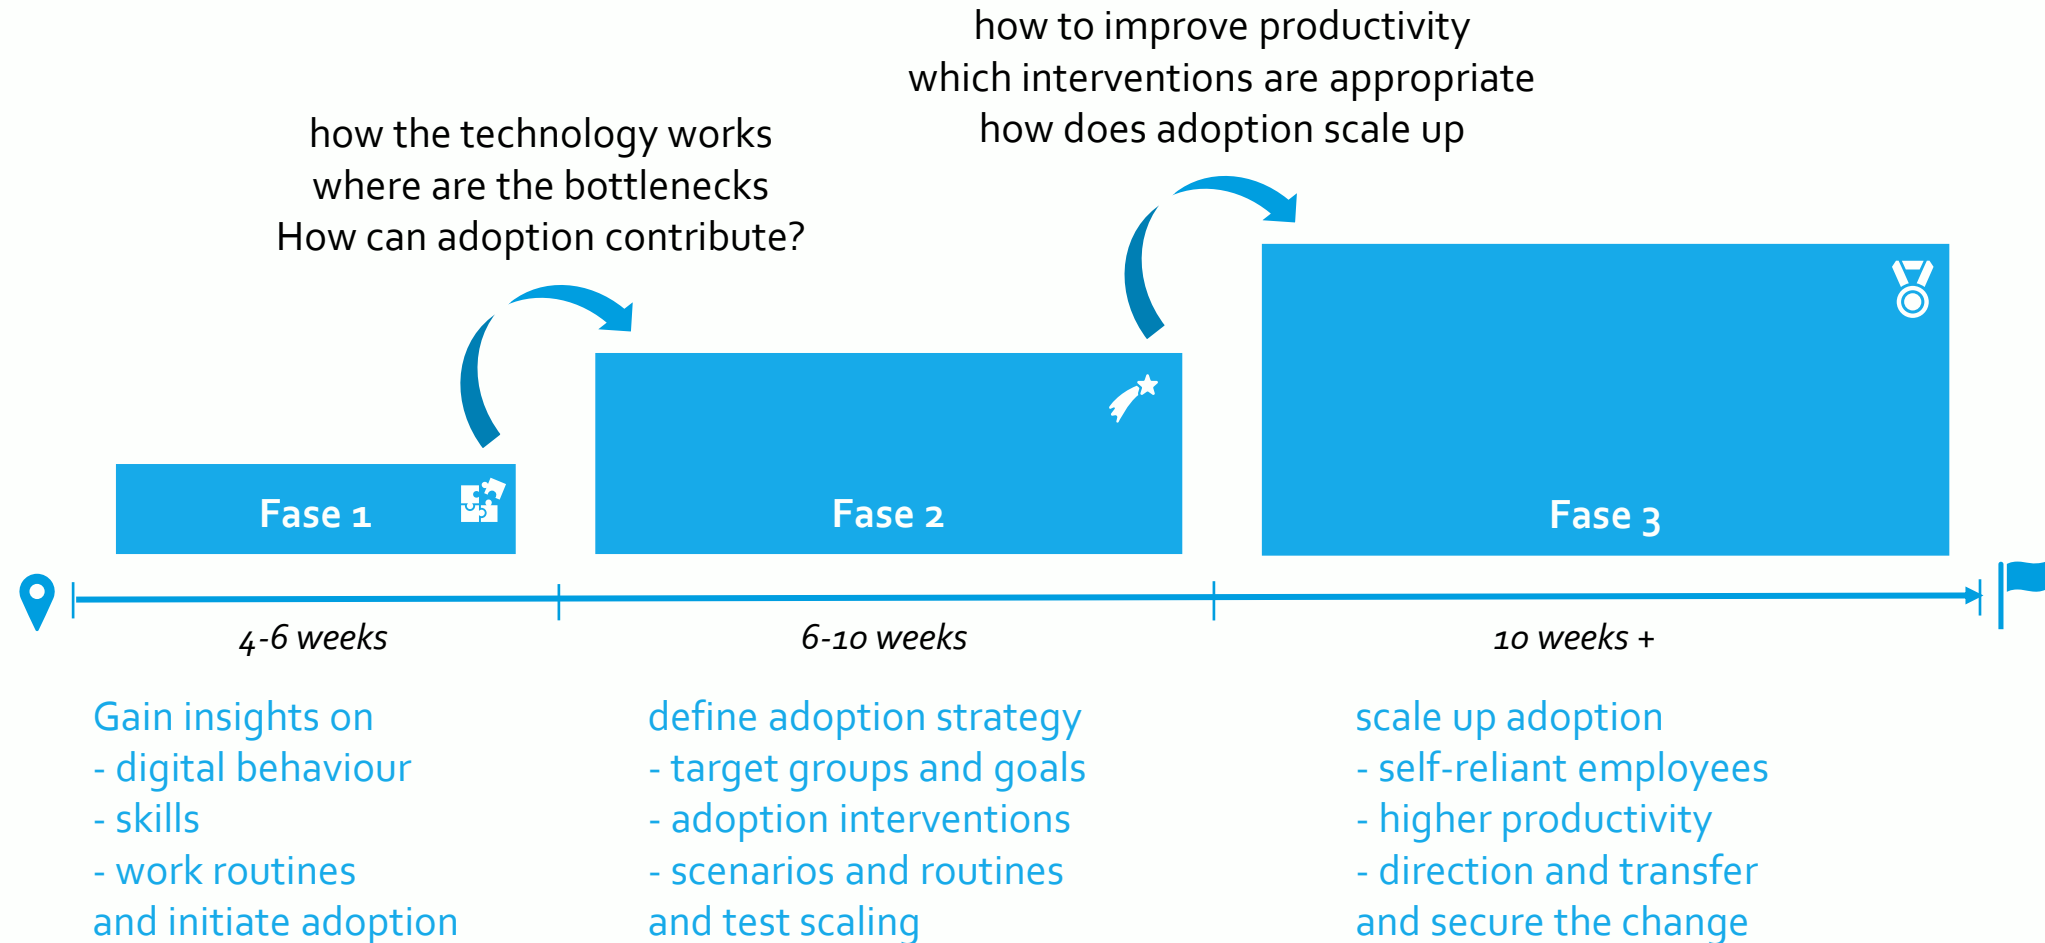 how to improve productivity
which interventions are appropriate
how does adoption scale up
how the technology works
where are the bottlenecks
How can adoption contribute?
Fase 1
Fase 2
Fase 3
4-6 weeks
6-10 weeks
10 weeks +
Gain insights on
- digital behaviour
- skills
- work routines
and initiate adoption
define adoption strategy
- target groups and goals
- adoption interventions
- scenarios and routines
and test scaling
scale up adoption
- self-reliant employees
- higher productivity
- direction and transfer
and secure the change